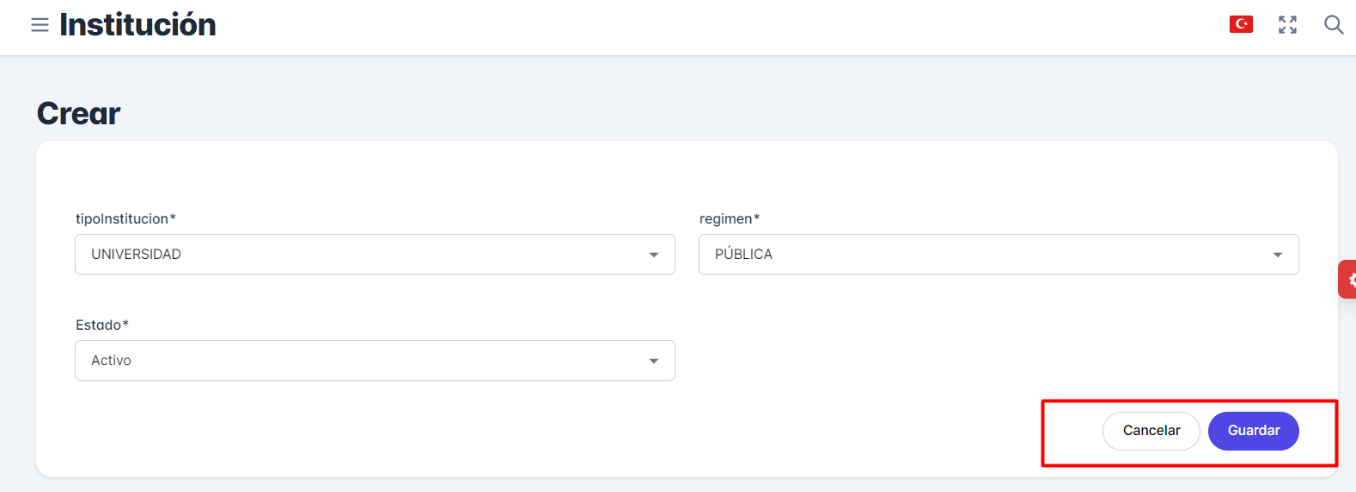 Institución
Crear
tipoInstitucion*
regimen*
UNIVERSIDAD
PÚBLICA
Estado*
Activo
Cancelar
Guardar